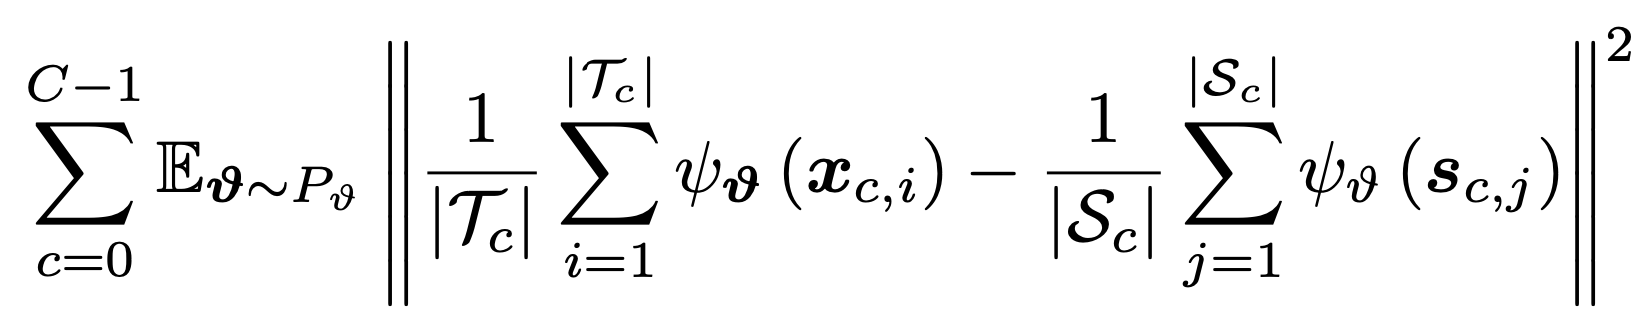 \sum_{c=0}^{C-1} \mathbb{E}_{\boldsymbol{\vartheta} \sim P_{\vartheta}} \left\| \frac{1}{|\mathcal{T}_c|} \sum_{i=1}^{|\mathcal{T}_c|} \psi_{\boldsymbol{\vartheta}} \left( \boldsymbol{x}_{c,i} \right) - \frac{1}{|\mathcal{S}_c|} \sum_{j=1}^{|\mathcal{S}_c|} \psi_{\vartheta} \left( \boldsymbol{s}_{c,j} \right) \right\|^2